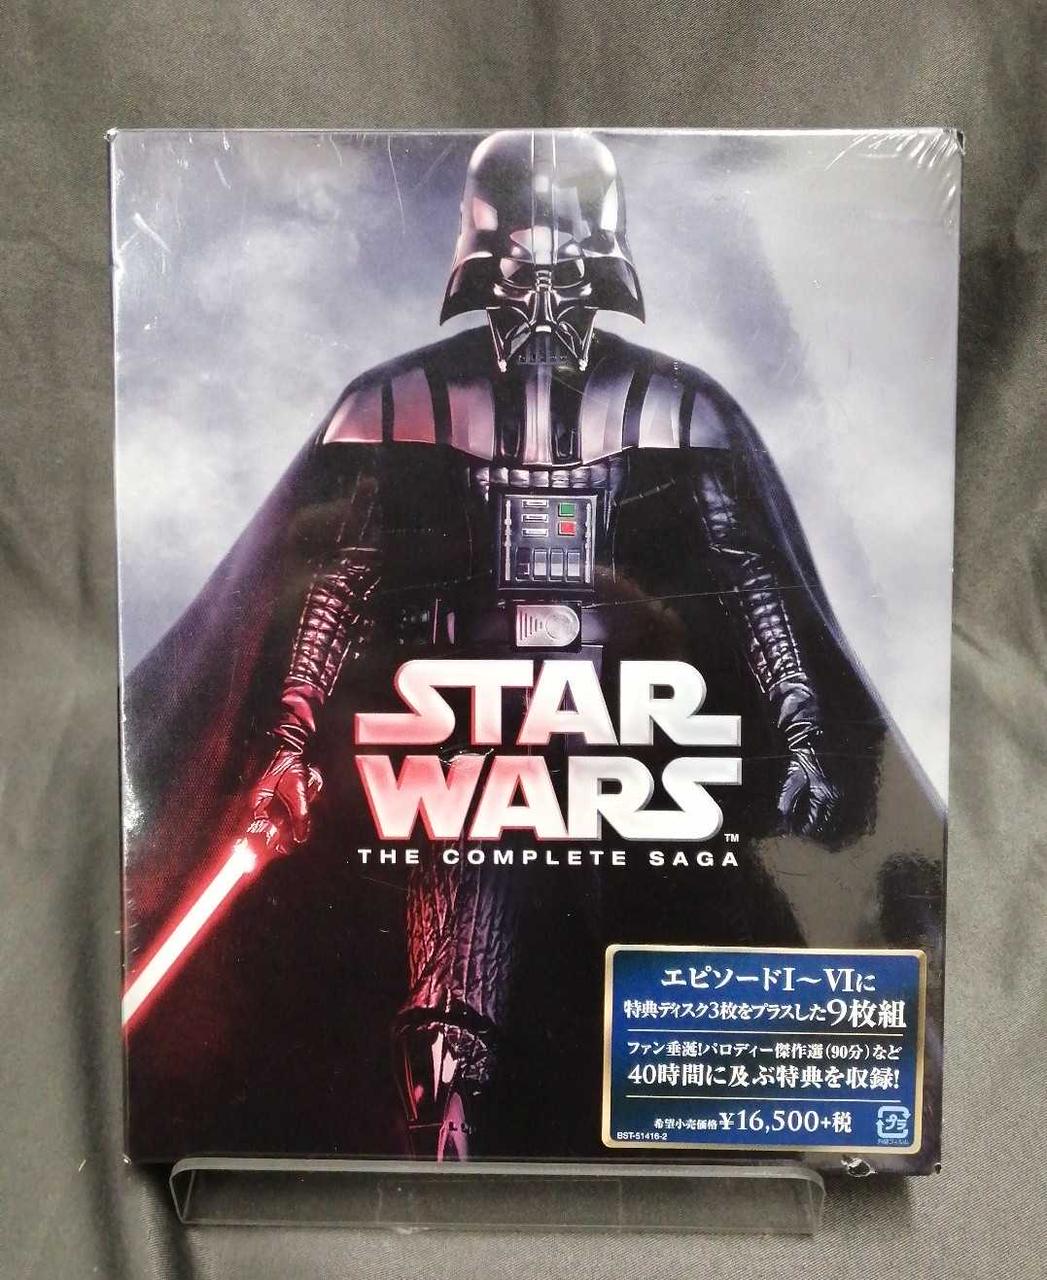 STAR
WARS
TM
THE COMPLETE SAGA
エピソードI～VIに
特典ディスク3枚をプラスした9枚組
ファン垂涎!パロディー傑作選(90分)など
40時間に及ぶ特典を収録!
希望小売価格¥16,500+税
BST-51416-2
プラ